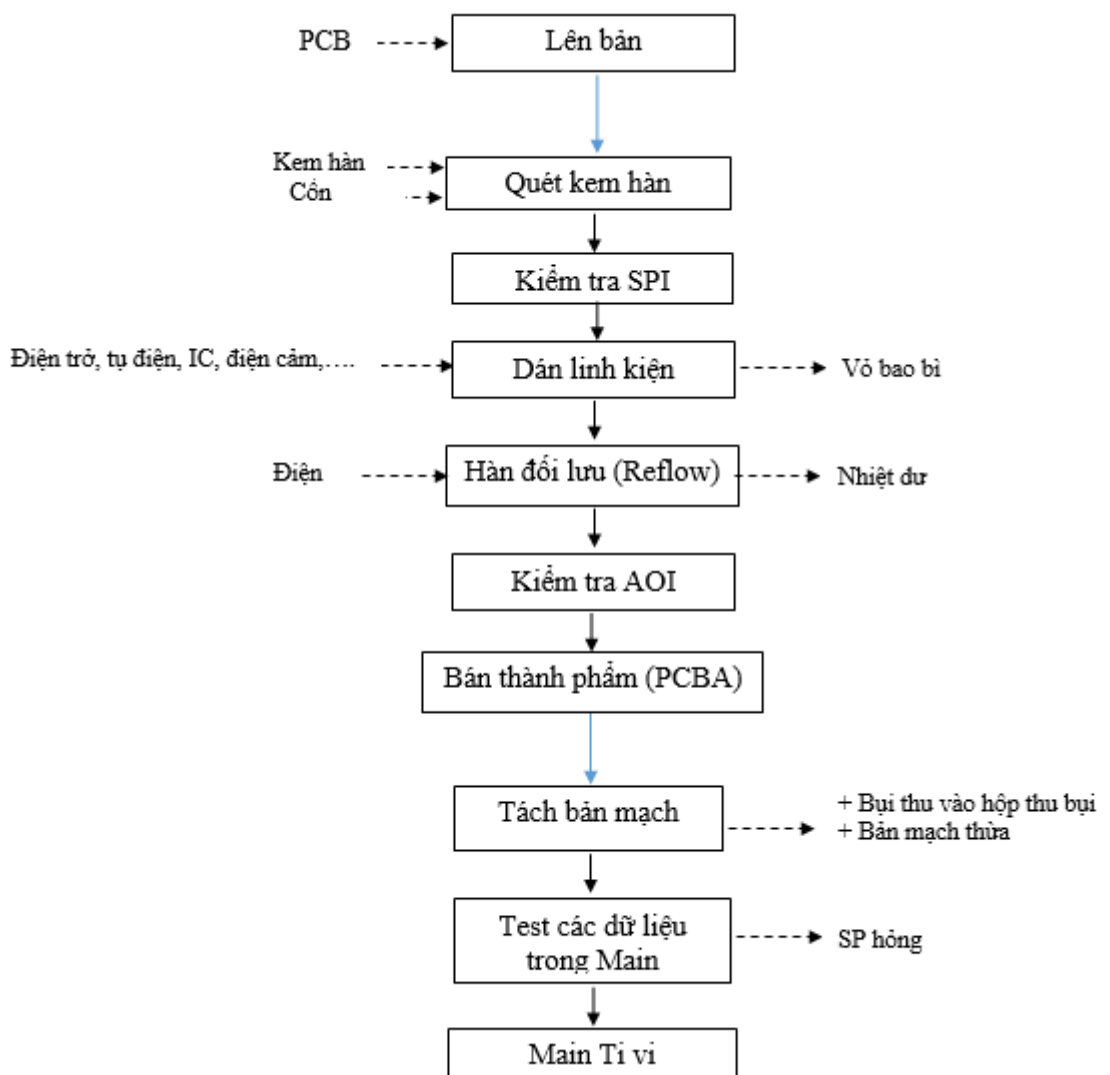 PCB
Lên bản
Kem hàn
Cồn
Quét kem hàn
Kiểm tra SPI
Điện trở, tụ điện, IC, điện cảm,….
Dán linh kiện
Vỏ bao bì
Điện
Hàn đối lưu (Reflow)
Nhiệt dư
Kiểm tra AOI
Bán thành phẩm (PCBA)
Tách bản mạch
+ Bụi thu vào hộp thu bụi
+ Bản mạch thừa
Test các dữ liệu
trong Main
SP hỏng
Main Ti vi